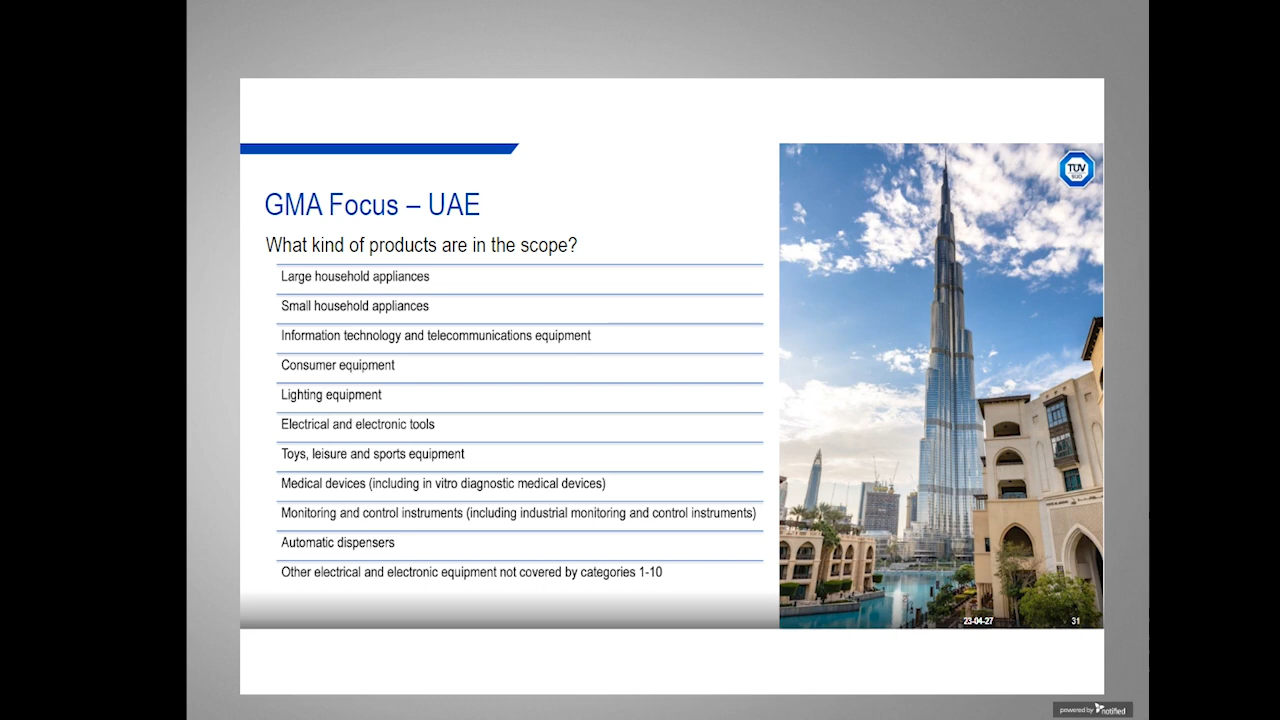 TÜV
SÜD
GMA Focus – UAE
What kind of products are in the scope?
Large household appliances
Small household appliances
Information technology and telecommunications equipment
Consumer equipment
Lighting equipment
Electrical and electronic tools
Toys, leisure and sports equipment
Medical devices (including in vitro diagnostic medical devices)
Monitoring and control instruments (including industrial monitoring and control instruments)
Automatic dispensers
Other electrical and electronic equipment not covered by categories 1-10
23-04-27
31
powered by notified